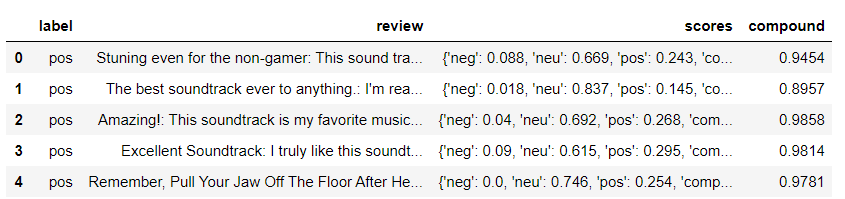 label review scores compound
0 pos Stuning even for the non-gamer: This sound tra... {'neg': 0.088, 'neu': 0.669, 'pos': 0.243, 'co... 0.9454
1 pos The best soundtrack ever to anything.: I'm rea... {'neg': 0.018, 'neu': 0.837, 'pos': 0.145, 'co... 0.8957
2 pos Amazing!: This soundtrack is my favorite music... {'neg': 0.04, 'neu': 0.692, 'pos': 0.268, 'com... 0.9858
3 pos Excellent Soundtrack: I truly like this soundt... {'neg': 0.09, 'neu': 0.615, 'pos': 0.295, 'com... 0.9814
4 pos Remember, Pull Your Jaw Off The Floor After He... {'neg': 0.0, 'neu': 0.746, 'pos': 0.254, 'comp... 0.9781